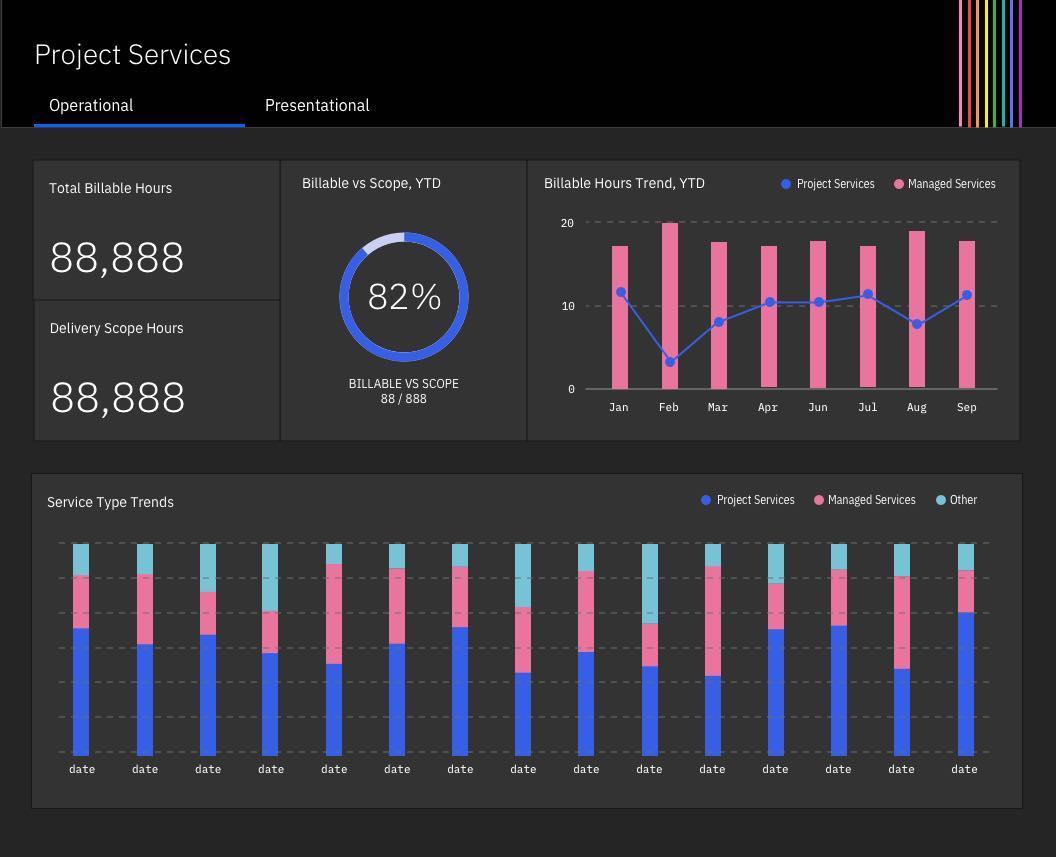 Project Services
Operational
Presentational
Total Billable Hours
88,888
Delivery Scope Hours
88,888
Billable vs Scope, YTD
82%
BILLABLE VS SCOPE
88 / 888
Billable Hours Trend, YTD
Project Services
Managed Services
20
10
0
Jan Feb Mar Apr Jun Jul Aug Sep
Service Type Trends
Project Services
Managed Services
Other
date date date date date date date date date date date date date date date